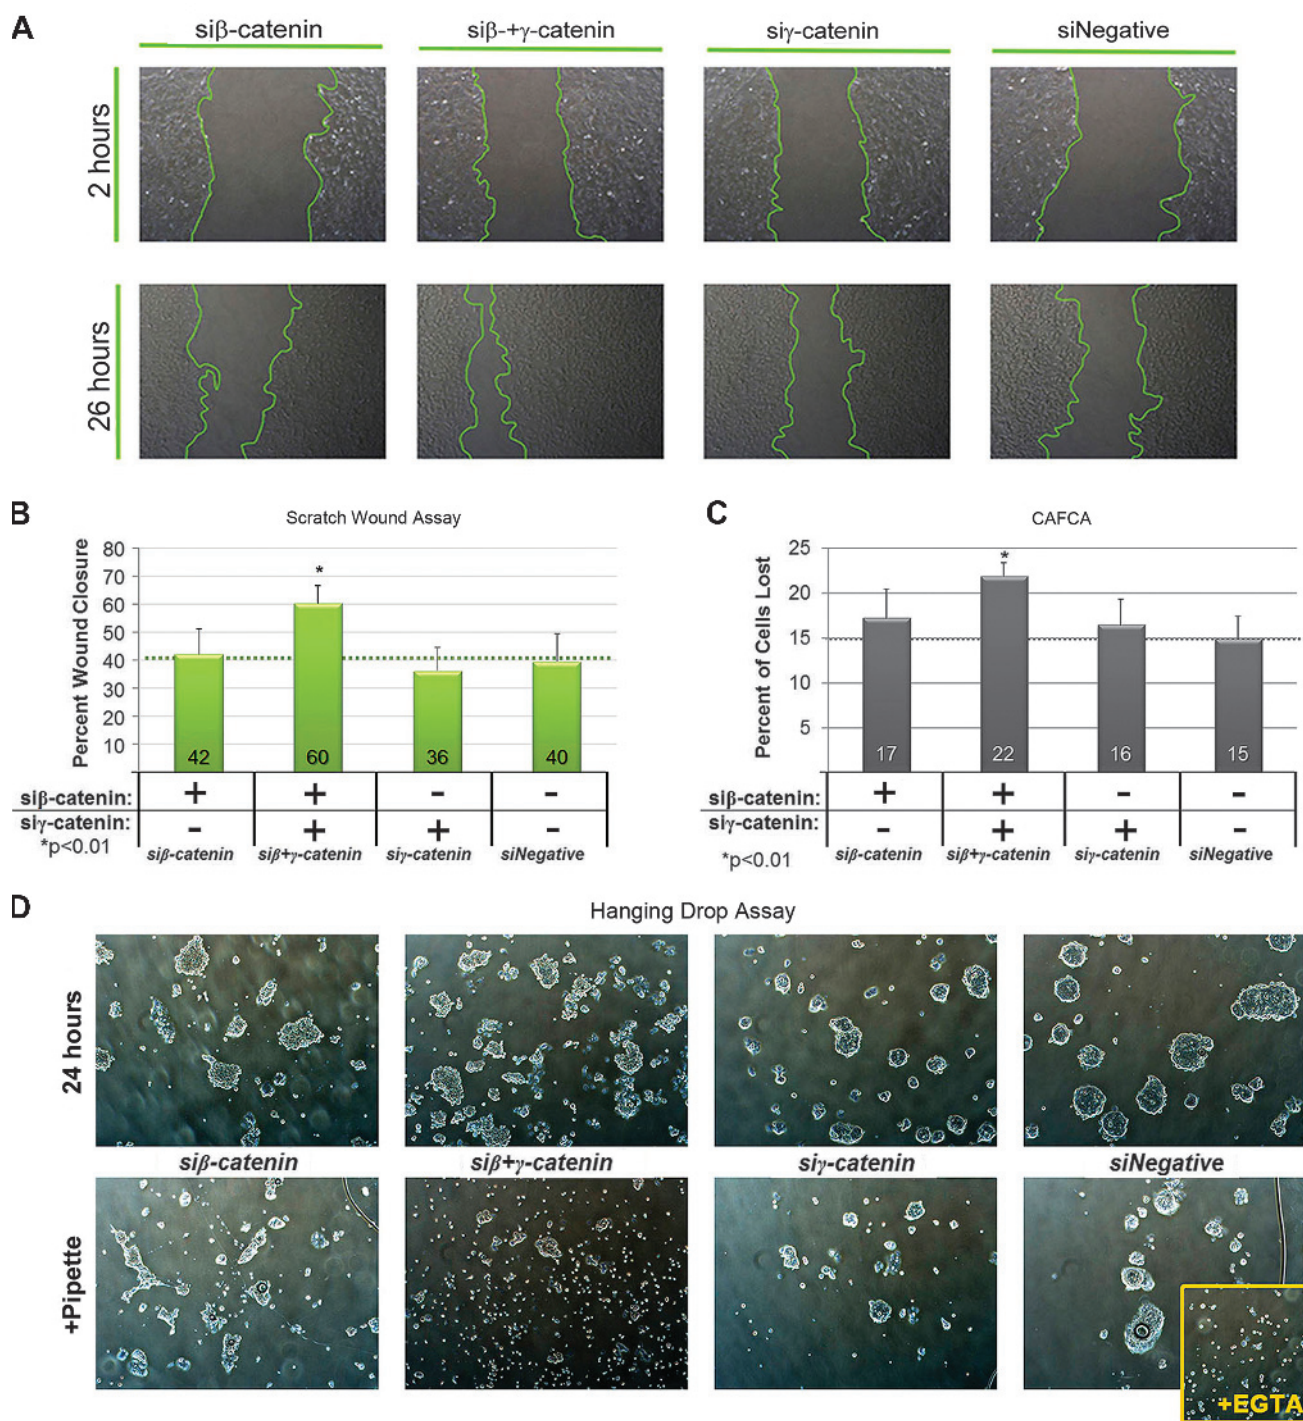 A
siβ-catenin siβ-+γ-catenin siγ-catenin siNegative
2 hours
26 hours
B
Scratch Wound Assay
Percent Wound Closure
80
70
60
50
40
30
20
10
*
42 60 36 40
siβ-catenin: + + - -
siγ-catenin: - + + -
*p<0.01
siβ-catenin siβ+γ-catenin siγ-catenin siNegative
C
CAFCA
Percent of Cells Lost
25
20
15
10
5
*
17 22 16 15
siβ-catenin: + + - -
siγ-catenin: - + + -
*p<0.01
siβ-catenin siβ+γ-catenin siγ-catenin siNegative
D
Hanging Drop Assay
24 hours
siβ-catenin siβ+γ-catenin siγ-catenin siNegative
+Pipette
+EGTA